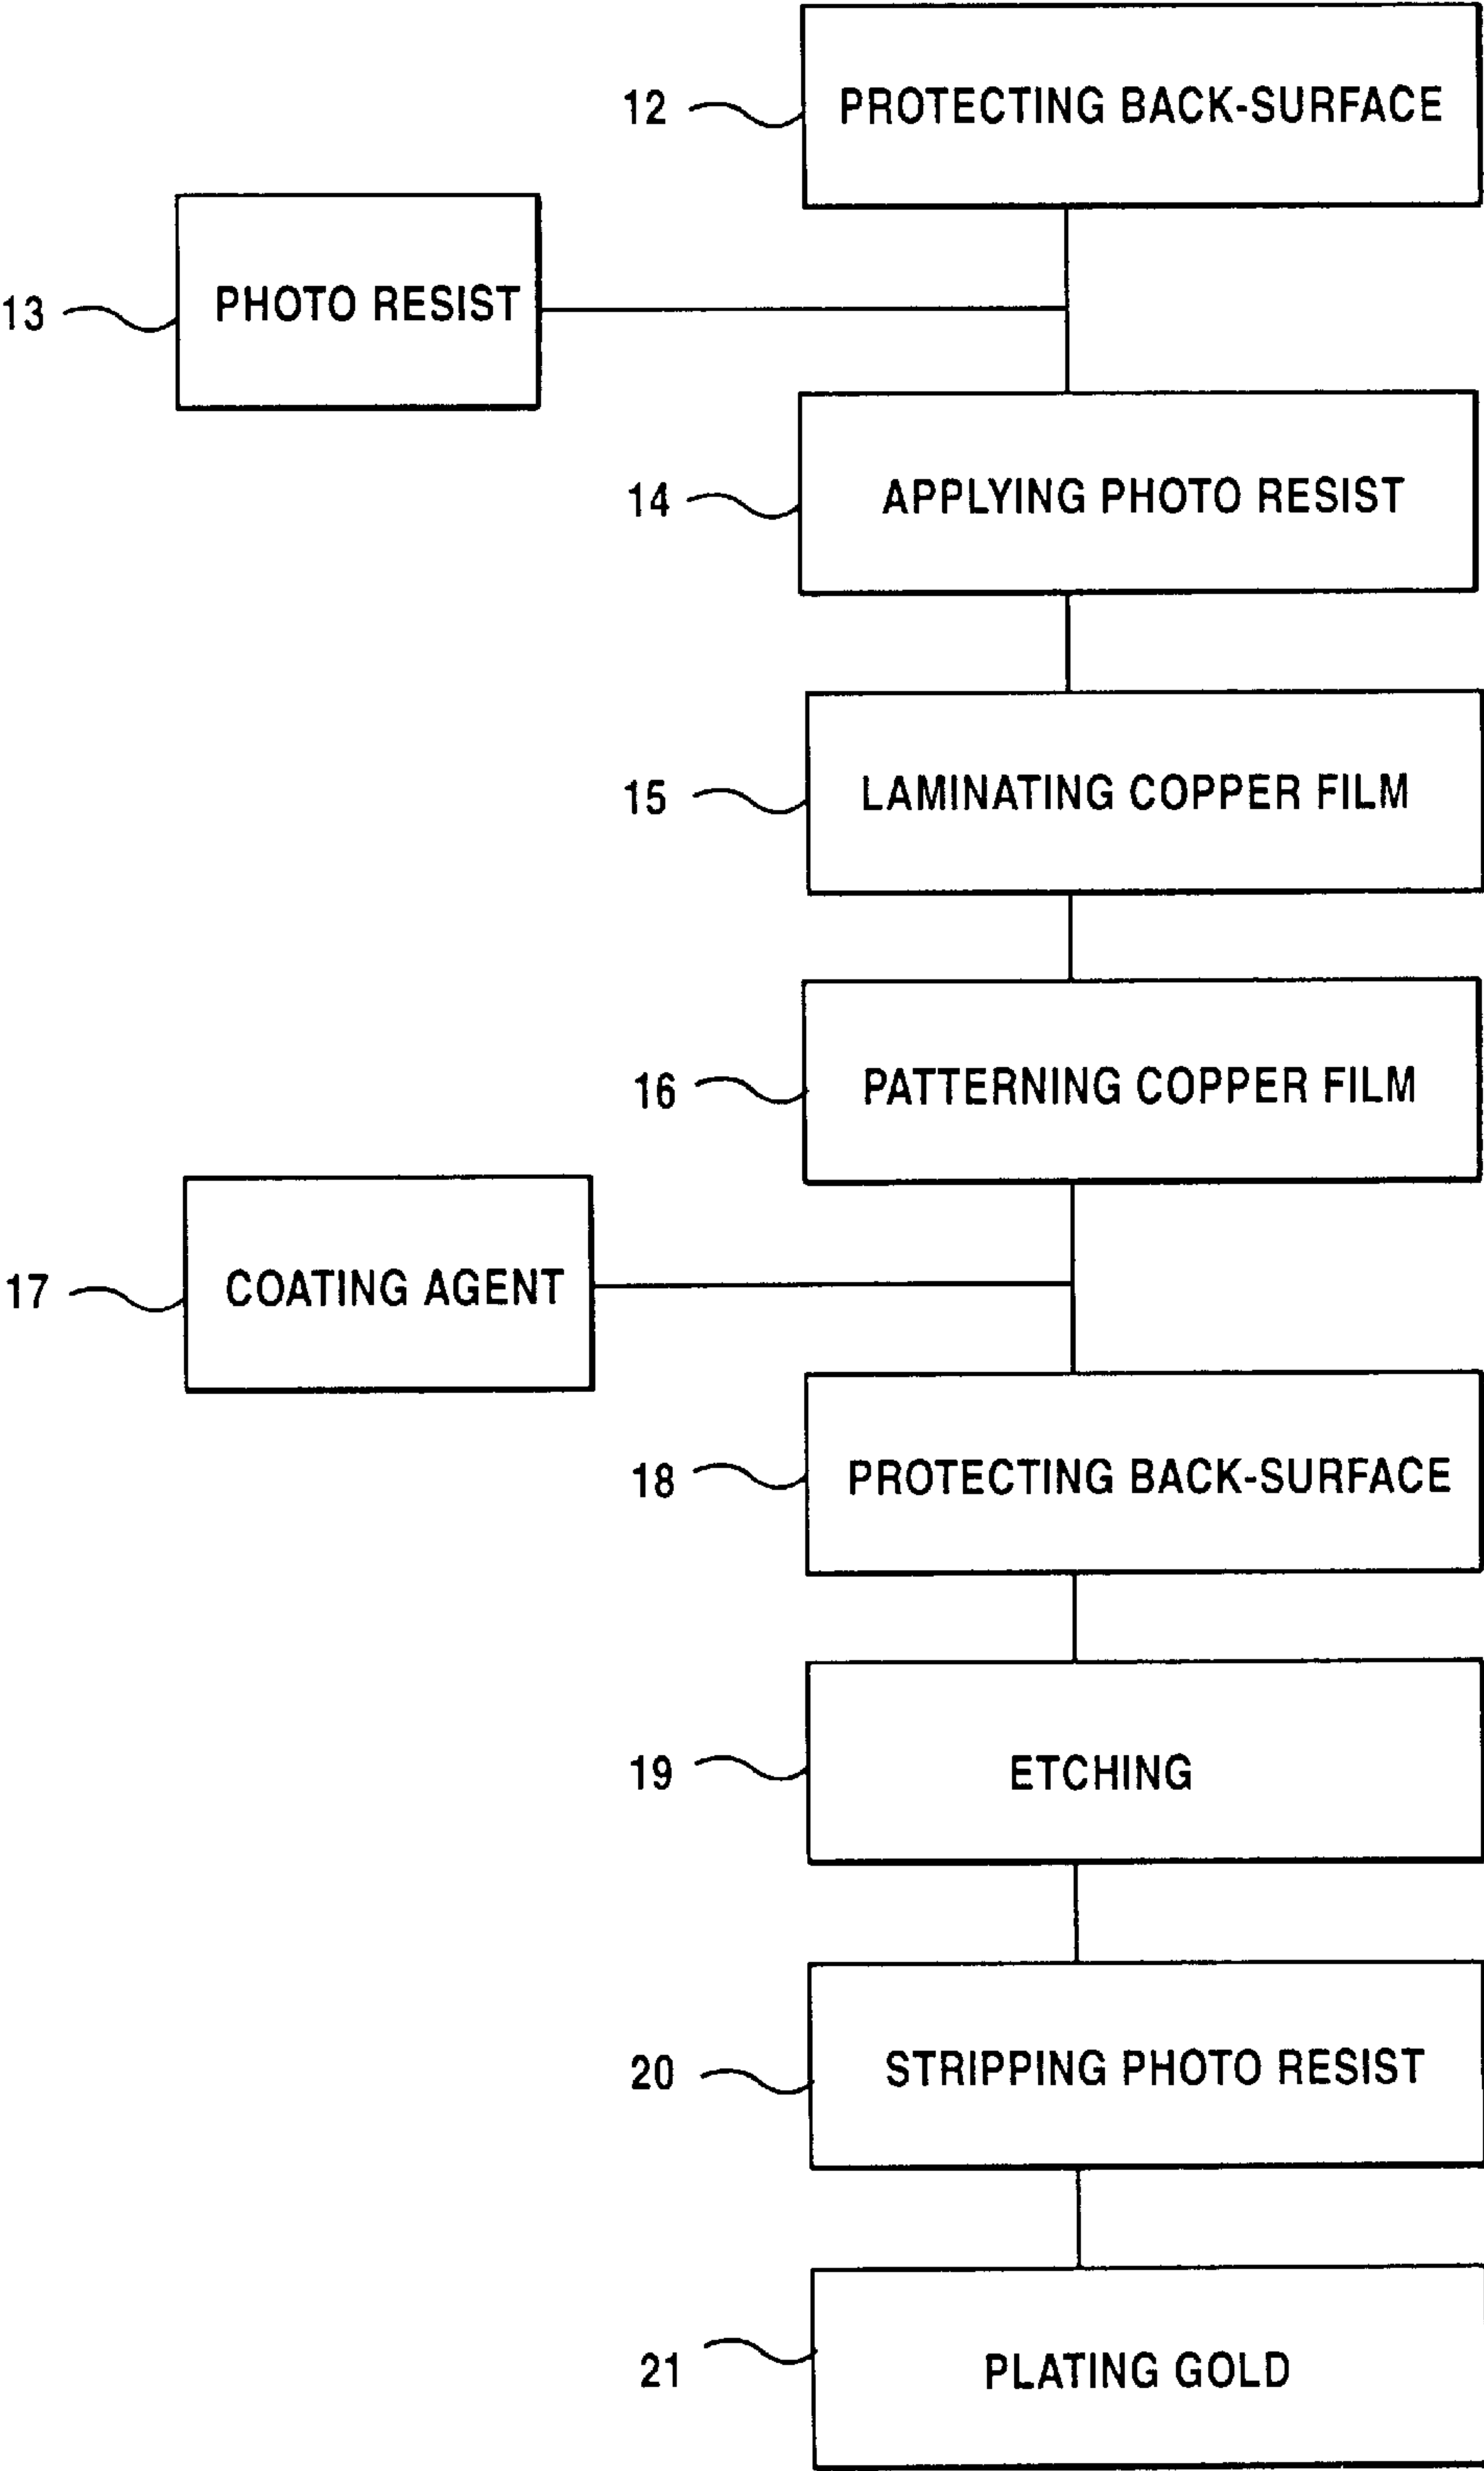 12 PROTECTING BACK-SURFACE
13 PHOTO RESIST
14 APPLYING PHOTO RESIST
15 LAMINATING COPPER FILM
16 PATTERNING COPPER FILM
17 COATING AGENT
18 PROTECTING BACK-SURFACE
19 ETCHING
20 STRIPPING PHOTO RESIST
21 PLATING GOLD